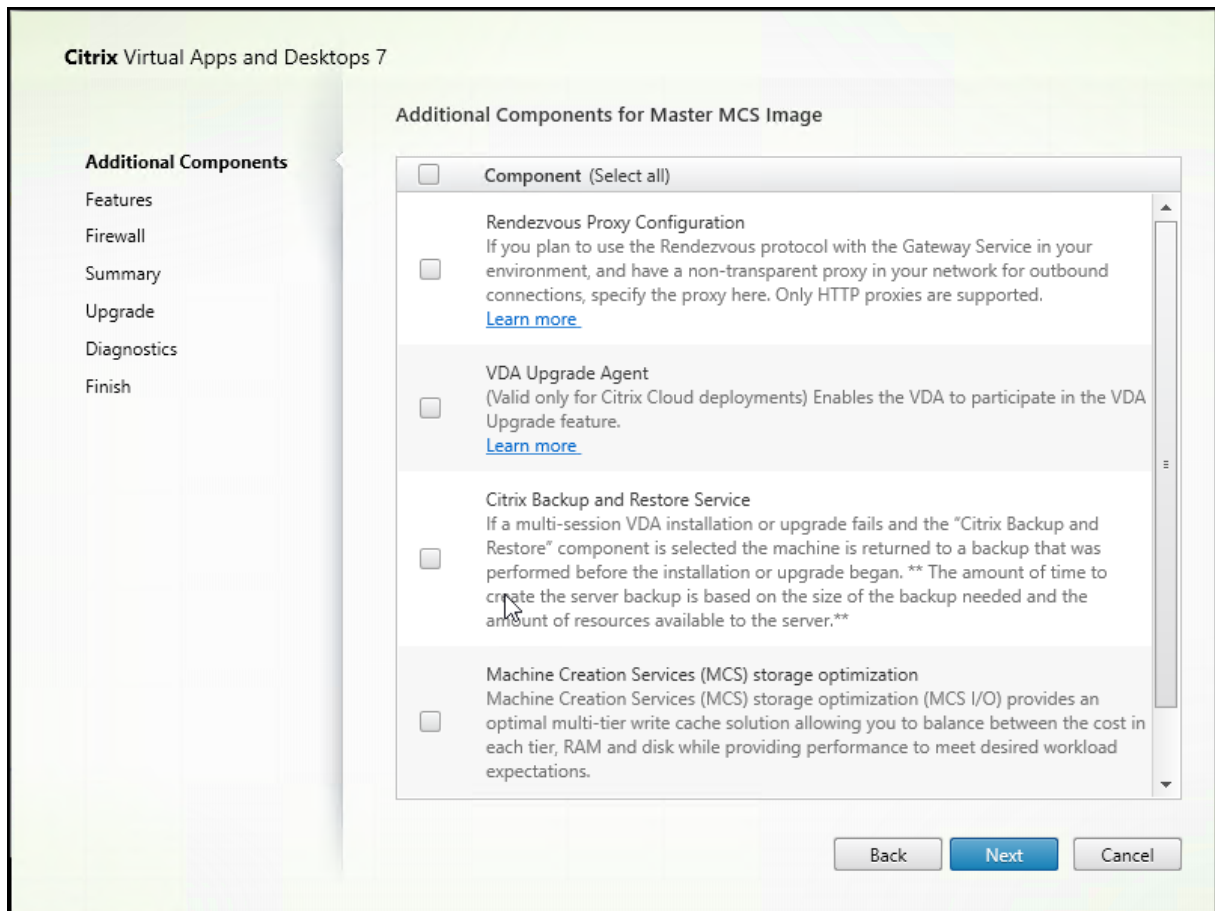 Citrix Virtual Apps and Desktops 7
Additional Components
Features
Firewall
Summary
Upgrade
Diagnostics
Finish
Additional Components for Master MCS Image
Component (Select all)
Rendezvous Proxy Configuration
If you plan to use the Rendezvous protocol with the Gateway Service in your
environment, and have a non-transparent proxy in your network for outbound
connections, specify the proxy here. Only HTTP proxies are supported.
Learn more
VDA Upgrade Agent
(Valid only for Citrix Cloud deployments) Enables the VDA to participate in the VDA
Upgrade feature.
Learn more
Citrix Backup and Restore Service
If a multi-session VDA installation or upgrade fails and the “Citrix Backup and
Restore” component is selected the machine is returned to a backup that was
performed before the installation or upgrade began. ** The amount of time to
create the server backup is based on the size of the backup needed and the
amount of resources available to the server.**
Machine Creation Services (MCS) storage optimization
Machine Creation Services (MCS) storage optimization (MCS I/O) provides an
optimal multi-tier write cache solution allowing you to balance between the cost in
each tier, RAM and disk while providing performance to meet desired workload
expectations.
Back
Next
Cancel